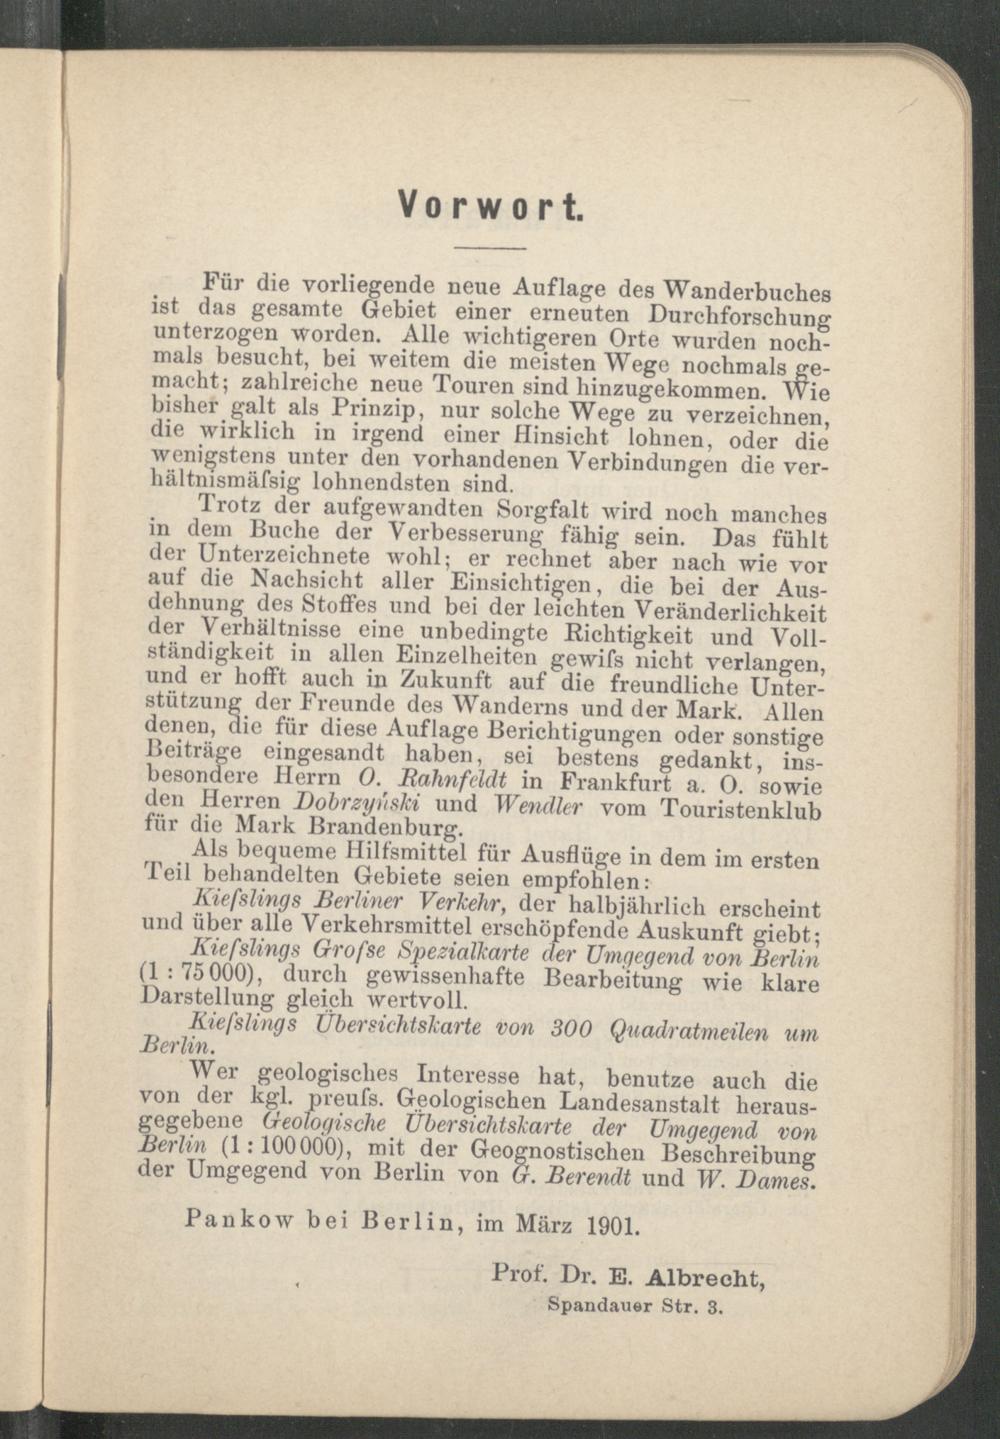 Vorwort.
Für die vorliegende neue Auflage des Wanderbuches
ist das gesamte Gebiet einer erneuten Durchforschung
unterzogen worden. Alle wichtigeren Orte wurden noch-
mals besucht, bei weitem die meisten Wege nochmals ge-
macht; zahlreiche neue Touren sind hinzugekommen. Wie
bisher galt als Prinzip, nur solche Wege zu verzeichnen,
die wirklich in irgend einer Hinsicht lohnen, oder die
wenigstens unter den vorhandenen Verbindungen die ver-
hältnismäſsig lohnendsten sind.
Trotz der aufgewandten Sorgfalt wird noch manches
in dem Buche der Verbesserung fähig sein. Das fühlt
der Unterzeichnete wohl; er rechnet aber nach wie vor
auf die Nachsicht aller Einsichtigen, die bei der Aus-
dehnung des Stoffes und bei der leichten Veränderlichkeit
der Verhältnisse eine unbedingte Richtigkeit und Voll-
ständigkeit in allen Einzelheiten gewiſs nicht verlangen,
und er hofft auch in Zukunft auf die freundliche Unter-
stützung der Freunde des Wanderns und der Mark. Allen
denen, die für diese Auflage Berichtigungen oder sonstige
Beiträge eingesandt haben, sei bestens gedankt, ins-
besondere Herrn O. Rahnfeldt in Frankfurt a. O. sowie
den Herren Dobrzyński und Wendler vom Touristenklub
für die Mark Brandenburg.
Als bequeme Hilfsmittel für Ausflüge in dem im ersten
Teil behandelten Gebiete seien empfohlen:
Kieſslings Berliner Verkehr, der halbjährlich erscheint
und über alle Verkehrsmittel erschöpfende Auskunft giebt;
Kieſslings Groſse Spezialkarte der Umgegend von Berlin
(1 : 75 000), durch gewissenhafte Bearbeitung wie klare
Darstellung gleich wertvoll.
Kieſslings Übersichtskarte von 300 Quadratmeilen um
Berlin.
Wer geologisches Interesse hat, benutze auch die
von der kgl. preuſs. Geologischen Landesanstalt heraus-
gegebene Geologische Übersichtskarte der Umgegend von
Berlin (1 : 100 000), mit der Geognostischen Beschreibung
der Umgegend von Berlin von G. Berendt und W. Dames.
Pankow bei Berlin, im März 1901.
Prof. Dr. E. Albrecht,
Spandauer Str. 3.